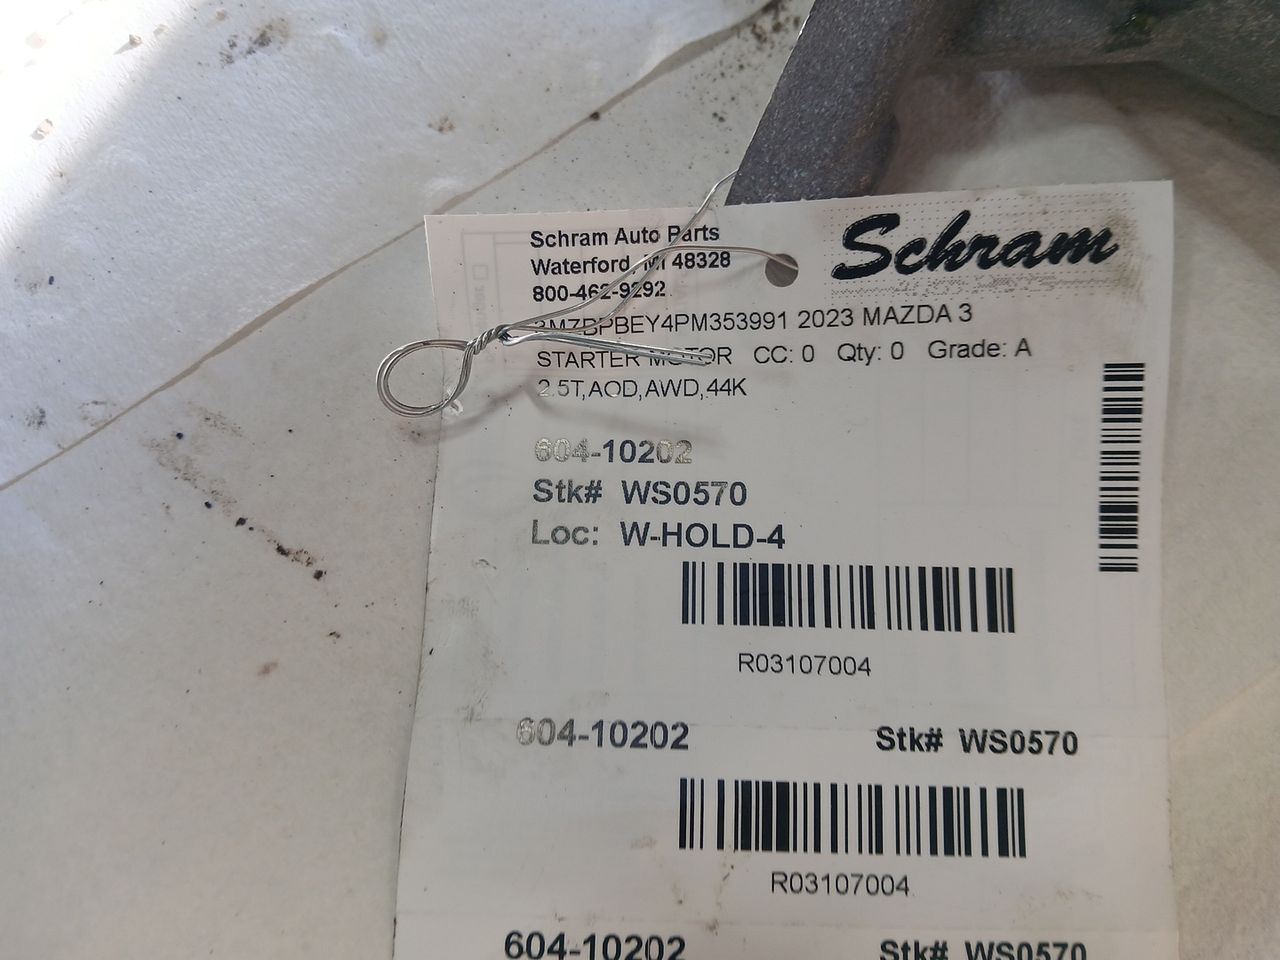 Schram Auto Parts
Waterford, MI 48328
800-462-9292
Schram
3MZBPBEY4PM353991 2023 MAZDA 3
STARTER MOTOR CC: 0 Qty: 0 Grade: A
2.5T,AOD,AWD,44K
604-10202
Stk# WS0570
Loc: W-HOLD-4
R03107004
604-10202 Stk# WS0570
R03107004
604-10202 Stk# WS0570